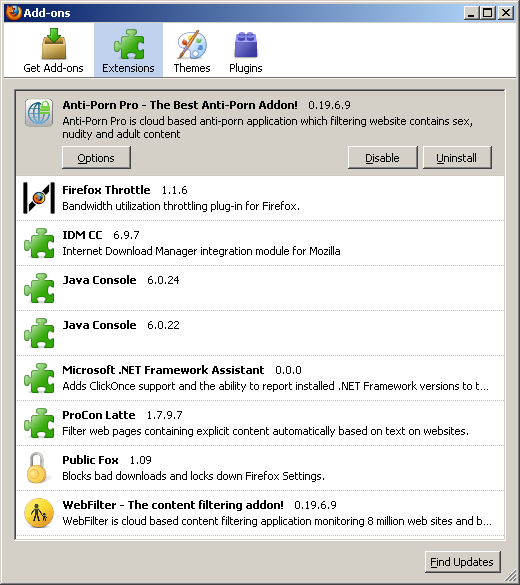 Add-ons
Get Add-ons Extensions Themes Plugins
Anti-Porn Pro - The Best Anti-Porn Addon! 0.19.6.9
Anti-Porn Pro is cloud based anti-porn application which filtering website contains sex,
nudity and adult content
Options Disable Uninstall
Firefox Throttle 1.1.6
Bandwidth utilization throttling plug-in for Firefox.
IDM CC 6.9.7
Internet Download Manager integration module for Mozilla
Java Console 6.0.24
Java Console 6.0.22
Microsoft .NET Framework Assistant 0.0.0
Adds ClickOnce support and the ability to report installed .NET Framework versions to t...
ProCon Latte 1.7.9.7
Filter web pages containing explicit content automatically based on text on websites.
Public Fox 1.09
Blocks bad downloads and locks down Firefox Settings.
WebFilter - The content filtering addon! 0.19.6.9
WebFilter is cloud based content filtering application monitoring 8 million web sites and b...
Find Updates